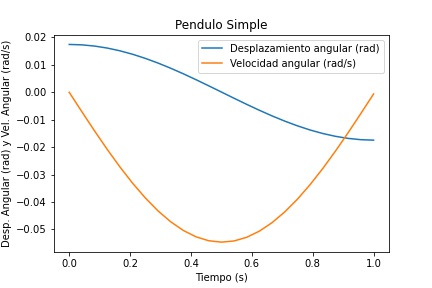 Pendulo Simple
Desplazamiento angular (rad)
Velocidad angular (rad/s)
Desp. Angular (rad) y Vel. Angular (rad/s)
0.02
0.01
0.00
−0.01
−0.02
−0.03
−0.04
−0.05
0.0 0.2 0.4 0.6 0.8 1.0
Tiempo (s)